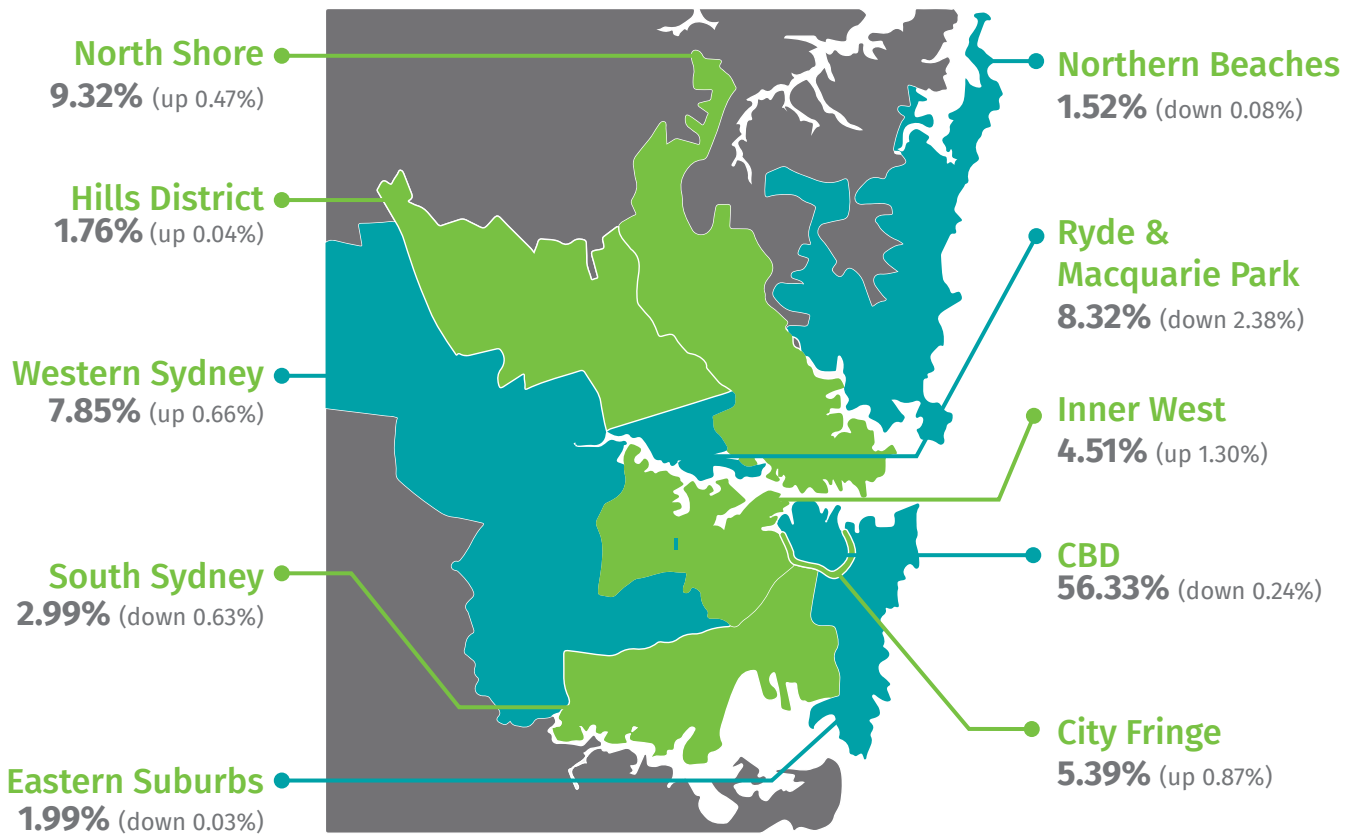 North Shore
9.32% (up 0.47%)
Hills District
1.76% (up 0.04%)
Western Sydney
7.85% (up 0.66%)
South Sydney
2.99% (down 0.63%)
Eastern Suburbs
1.99% (down 0.03%)
Northern Beaches
1.52% (down 0.08%)
Ryde &
Macquarie Park
8.32% (down 2.38%)
Inner West
4.51% (up 1.30%)
CBD
56.33% (down 0.24%)
City Fringe
5.39% (up 0.87%)